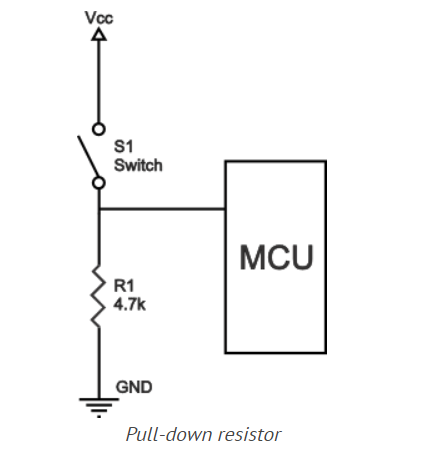 Vcc
S1
Switch
MCU
R1
4.7k
GND
Pull-down resistor